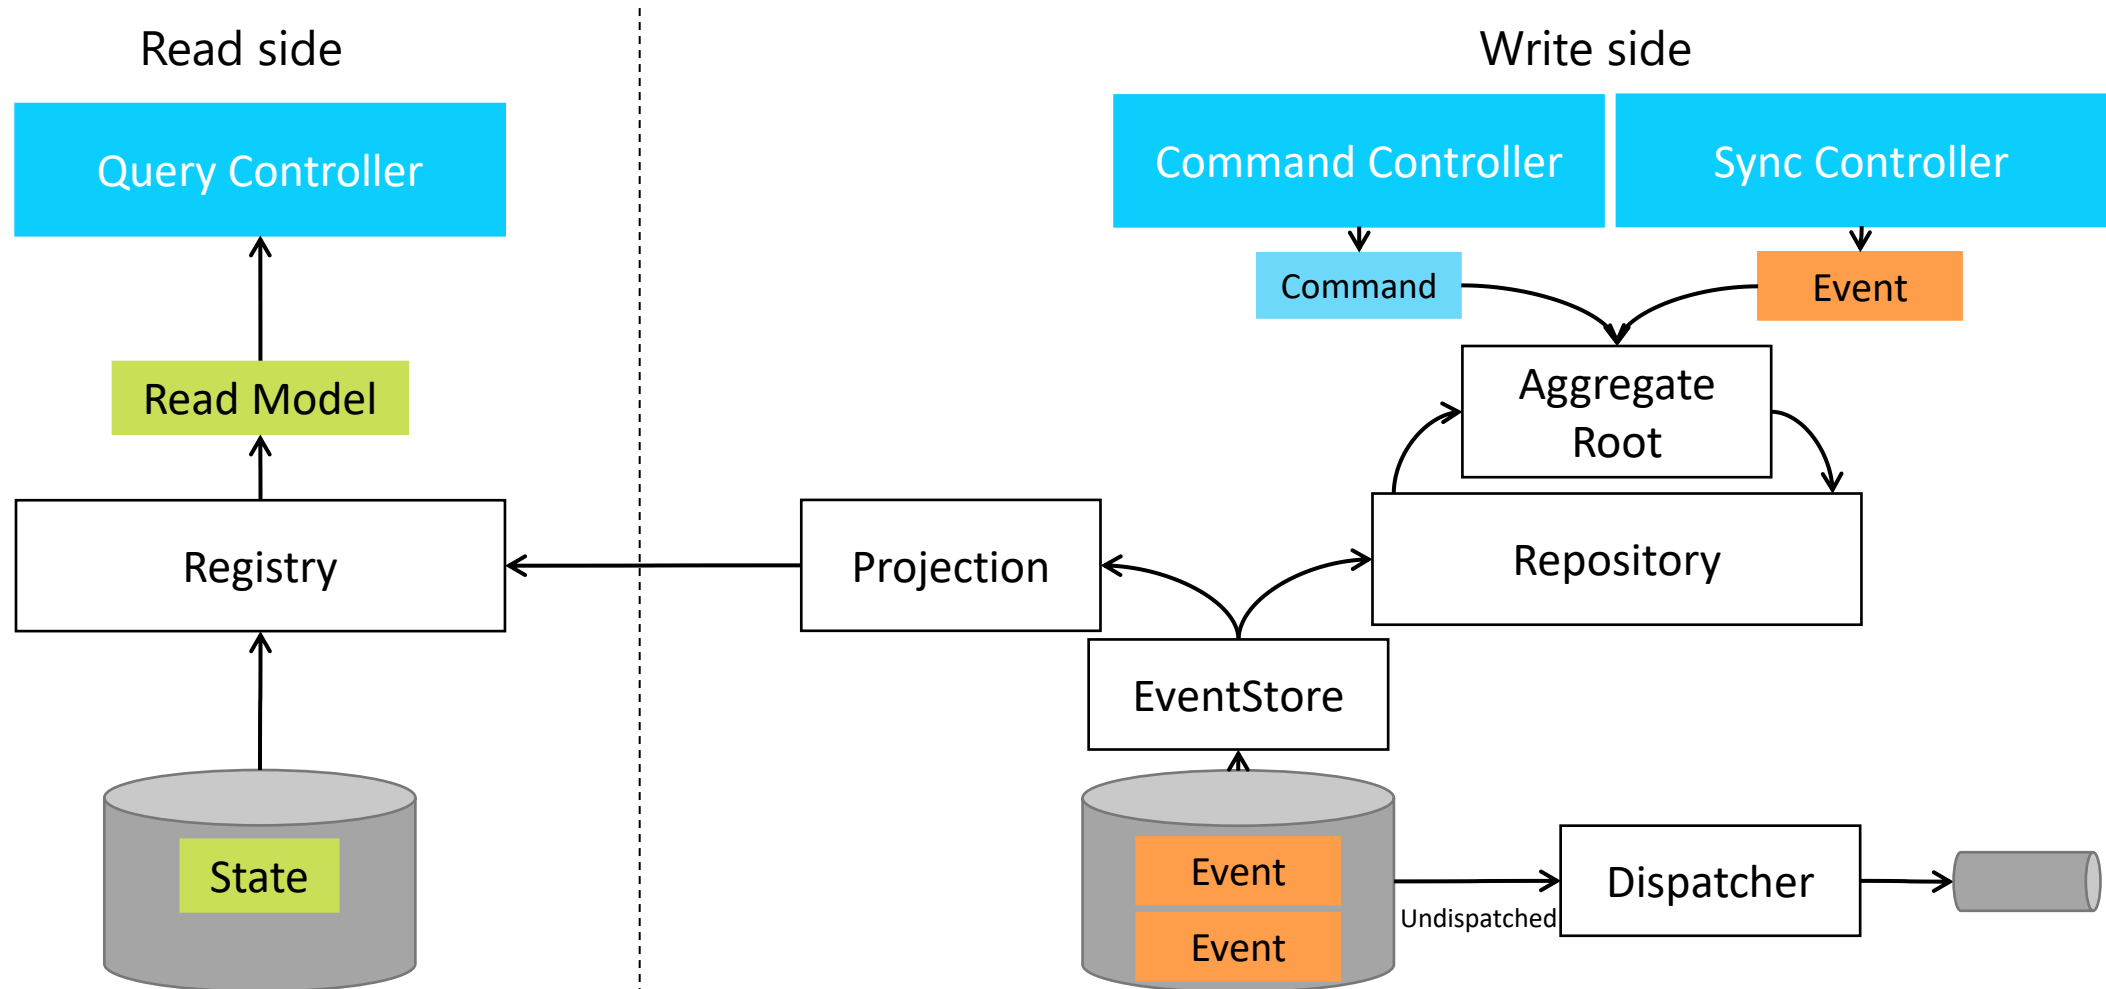 Read side
Write side
Query Controller
Command Controller
Sync Controller
Command
Event
Read Model
Aggregate
Root
Registry
Projection
Repository
EventStore
State
Event
Event
Undispatched
Dispatcher